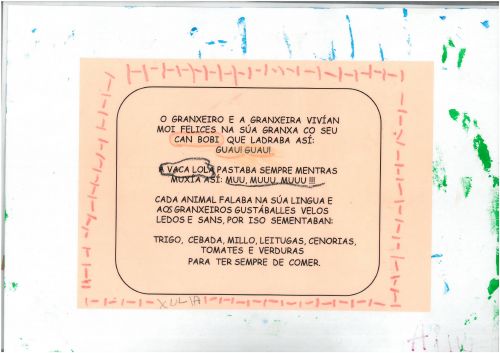 O GRANXEIRO E A GRANXEIRA VIVÍAN
MOI FELICES NA SÚA GRANXA CO SEU
CAN BOBI QUE LADRABA ASÍ:
GUAU! GUAU!
A VACA LOLA PASTABA SEMPRE MENTRAS
MUXÍA ASÍ: MUU, MUUU, MUUU !!!
CADA ANIMAL FALABA NA SÚA LINGUA E
AOS GRANXEIROS GUSTÁBALLES VELOS
LEDOS E SANS, POR ISO SEMENTABAN:
TRIGO, CEBADA, MILLO, LEITUGAS, CENORIAS,
TOMATES E VERDURAS
PARA TER SEMPRE DE COMER.
XULIA